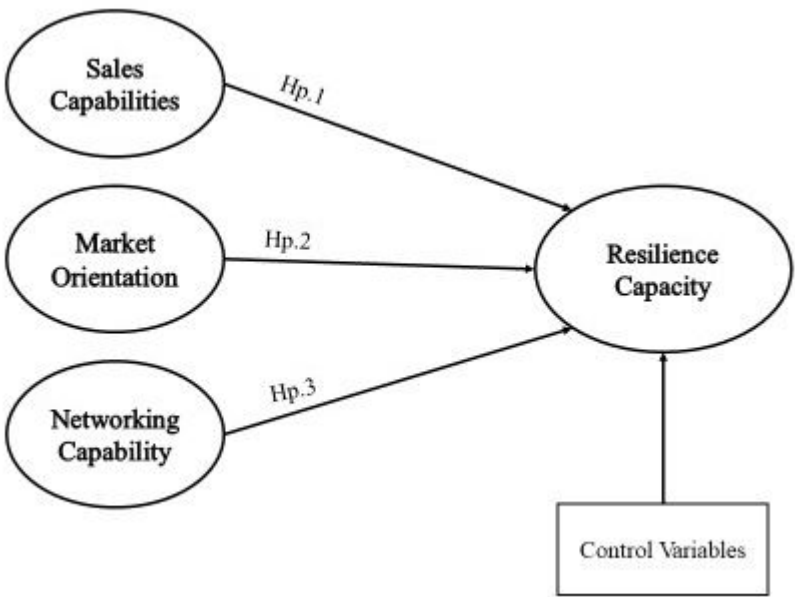 Sales
Capabilities
Hp.1
Market
Orientation
Hp.2
Resilience
Capacity
Networking
Capability
Hp.3
Control Variables